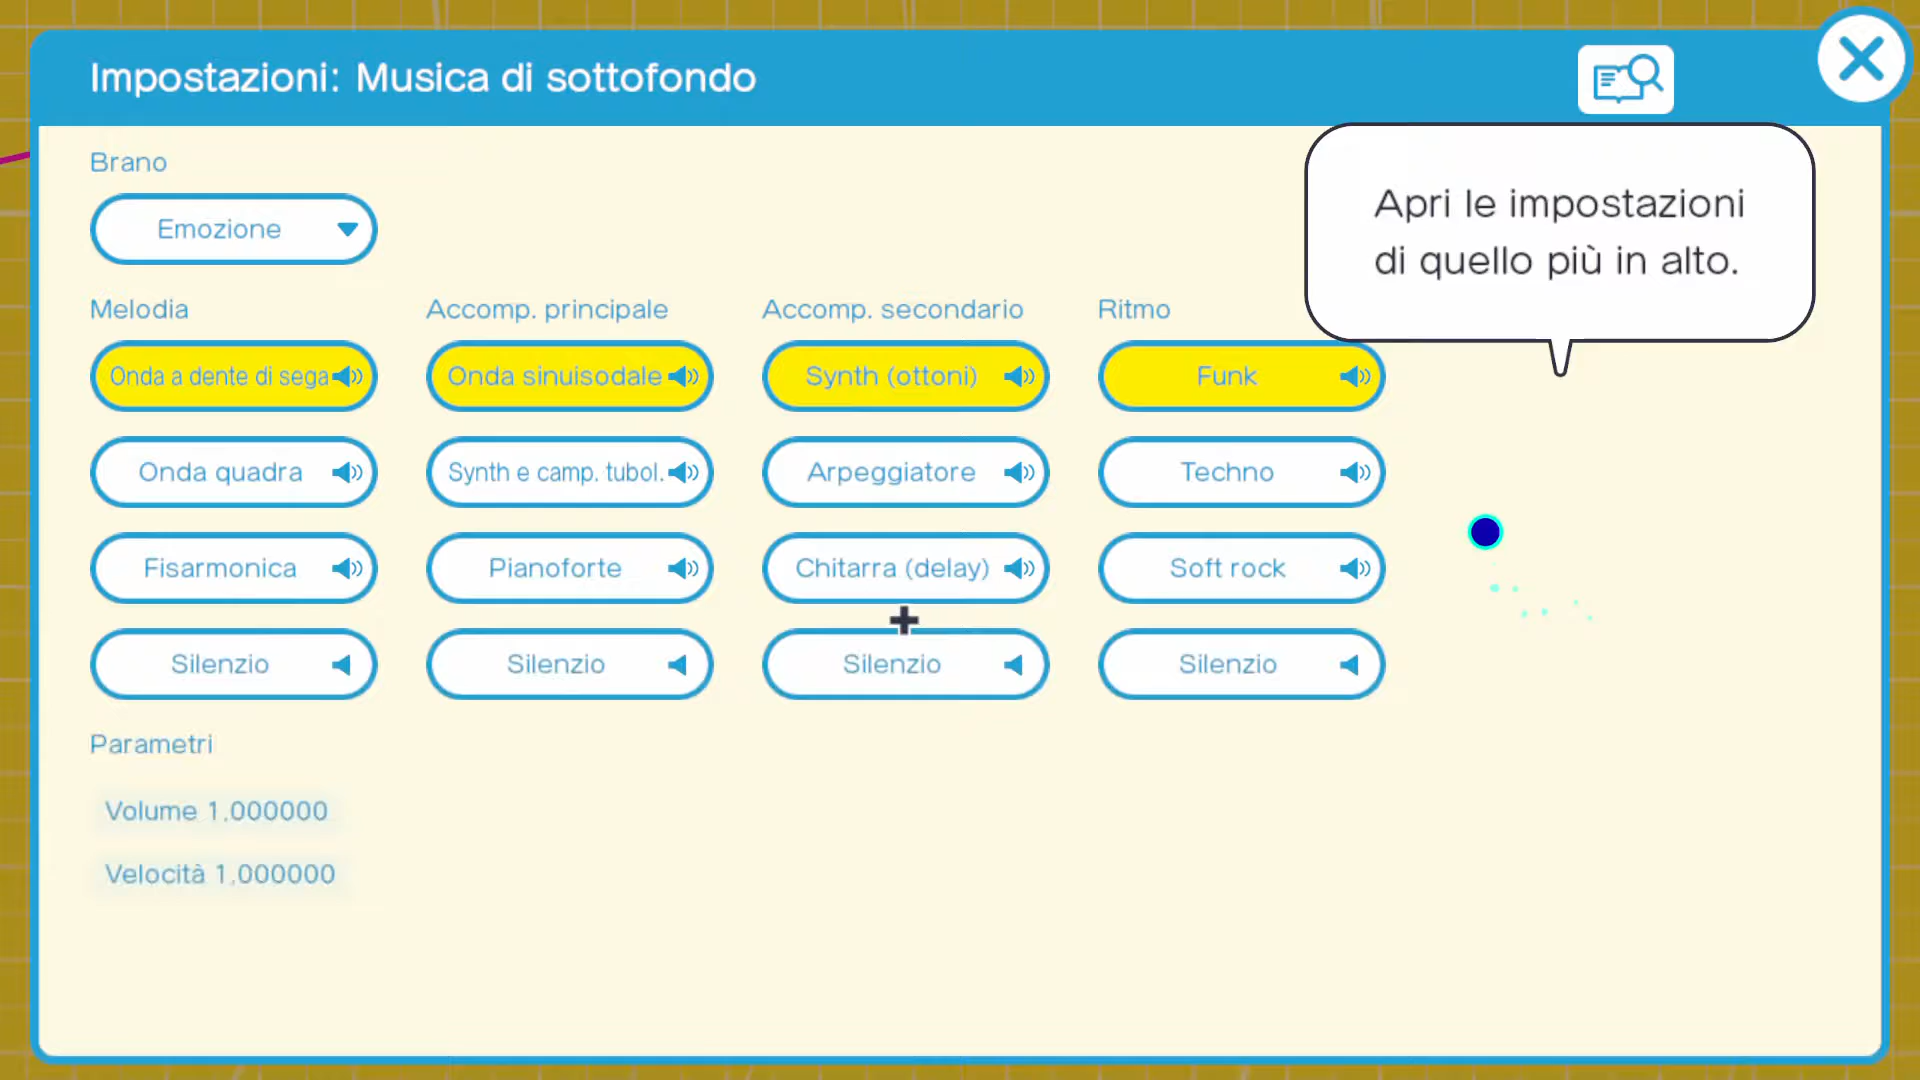 Impostazioni: Musica di sottofondo
Apri le impostazioni
di quello più in alto.
Brano
Emozione
Melodia
Accomp. principale
Accomp. secondario
Ritmo
Onda a dente di sega
Onda sinuisodale
Synth (ottoni)
Funk
Onda quadra
Synth e camp. tubol.
Arpeggiatore
Techno
Fisarmonica
Pianoforte
Chitarra (delay)
Soft rock
Silenzio
Silenzio
Silenzio
Silenzio
Parametri
Volume 1,000000
Velocità 1,000000